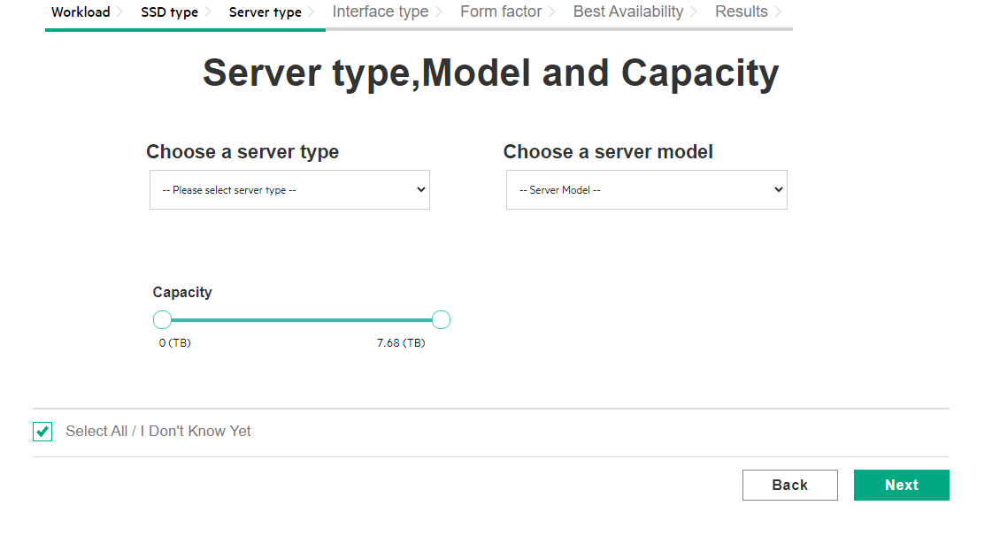 Workload SSD type Server type Interface type Form factor Best Availability Results
Server type,Model and Capacity
Choose a server type
-- Please select server type --
Choose a server model
-- Server Model --
Capacity
0 (TB) 7.68 (TB)
Select All / I Don't Know Yet
Back Next